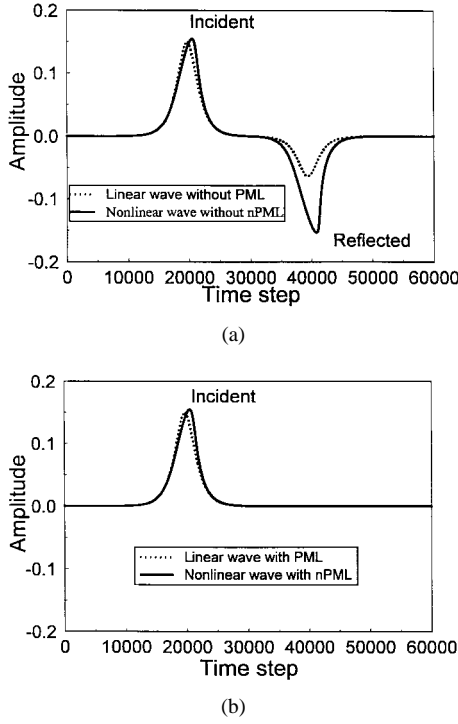 0.2
Incident
0.1
Amplitude
0.0
Linear wave without PML
Nonlinear wave without nPML
-0.1
Reflected
-0.2
0 10000 20000 30000 40000 50000 60000
Time step
(a)
0.2
Incident
0.1
Amplitude
0.0
Linear wave with PML
Nonlinear wave with nPML
-0.1
-0.2
0 10000 20000 30000 40000 50000 60000
Time step
(b)